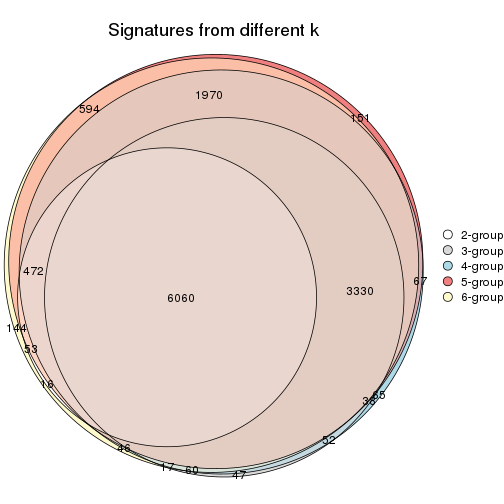 Signatures from different k
1970
594
151
472
67
6060
3330
144
53
16
65
38
52
46
17
60
47
2-group
3-group
4-group
5-group
6-group